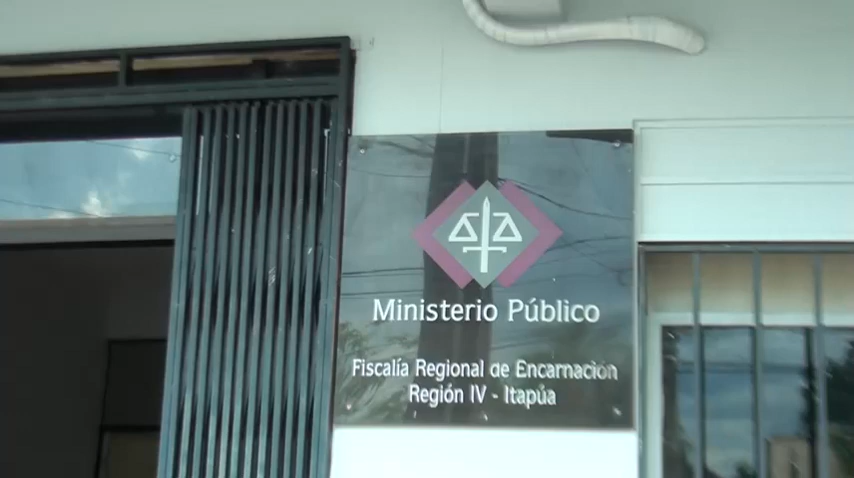 Ministerio Público
Fiscalía Regional de Encarnación
Región IV - Itapúa